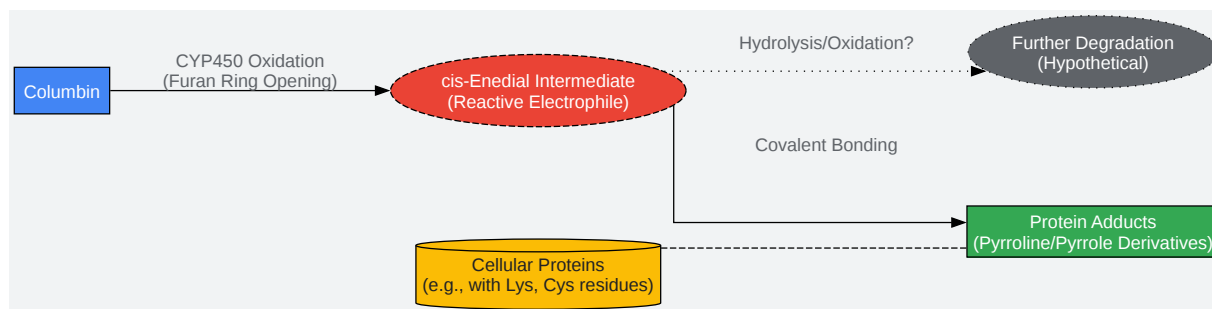 Columbin
CYP450 Oxidation
(Furan Ring Opening)
cis-Enedial Intermediate
(Reactive Electrophile)
Hydrolysis/Oxidation?
Further Degradation
(Hypothetical)
Covalent Bonding
Protein Adducts
(Pyrroline/Pyrrole Derivatives)
Cellular Proteins
(e.g., with Lys, Cys residues)